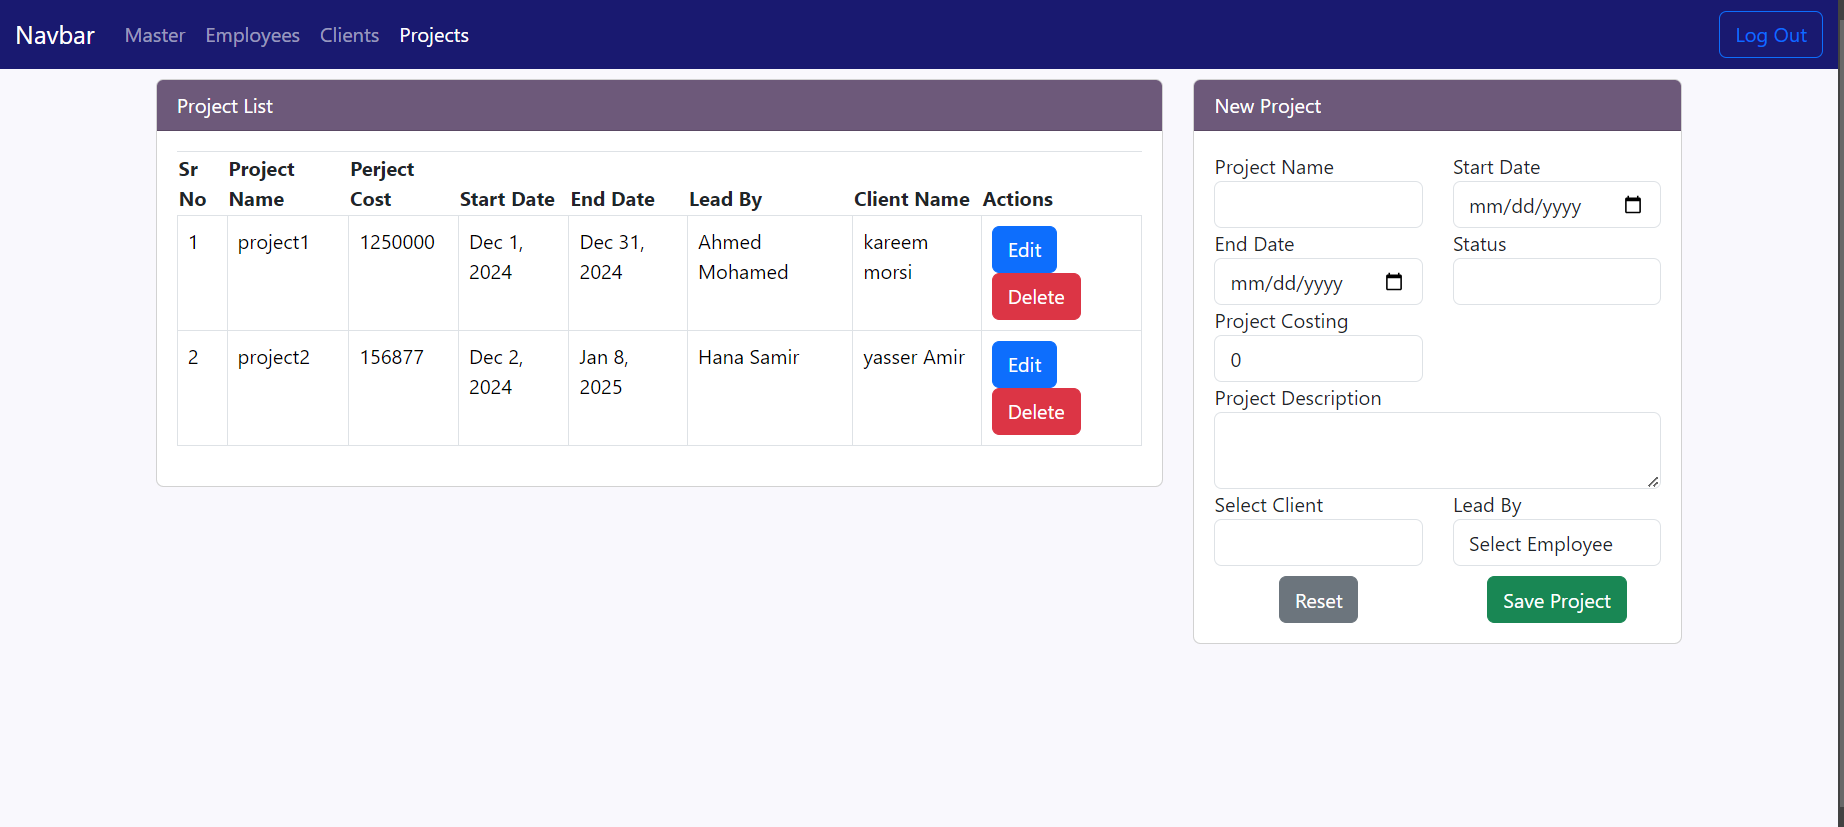 Navbar Master Employees Clients Projects Log Out
Project List
Sr No Project Name Perject Cost Start Date End Date Lead By Client Name Actions
1 project1 1250000 Dec 1, 2024 Dec 31, 2024 Ahmed Mohamed kareem morsi Edit Delete
2 project2 156877 Dec 2, 2024 Jan 8, 2025 Hana Samir yasser Amir Edit Delete
New Project
Project Name Start Date
mm/dd/yyyy
End Date Status
mm/dd/yyyy
Project Costing
0
Project Description
Select Client Lead By
Select Employee
Reset Save Project